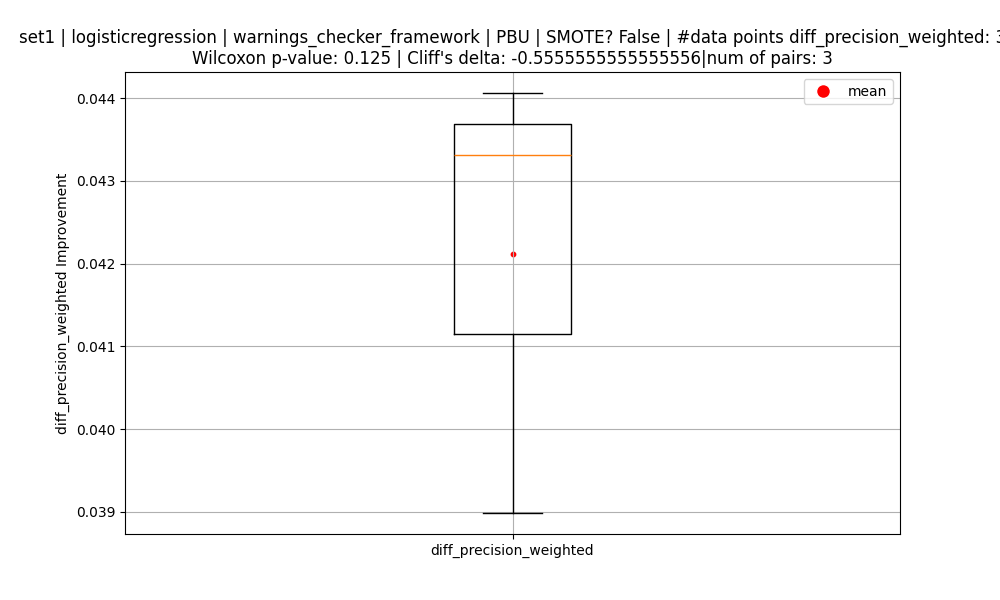 set1 | logisticregression | warnings_checker_framework | PBU | SMOTE? False | #data points diff_precision_weighted:
Wilcoxon p-value: 0.125 | Cliff's delta: -0.5555555555555556|num of pairs: 3
mean
0.044
0.043
0.042
0.041
0.040
0.039
diff_precision_weighted Improvement
diff_precision_weighted